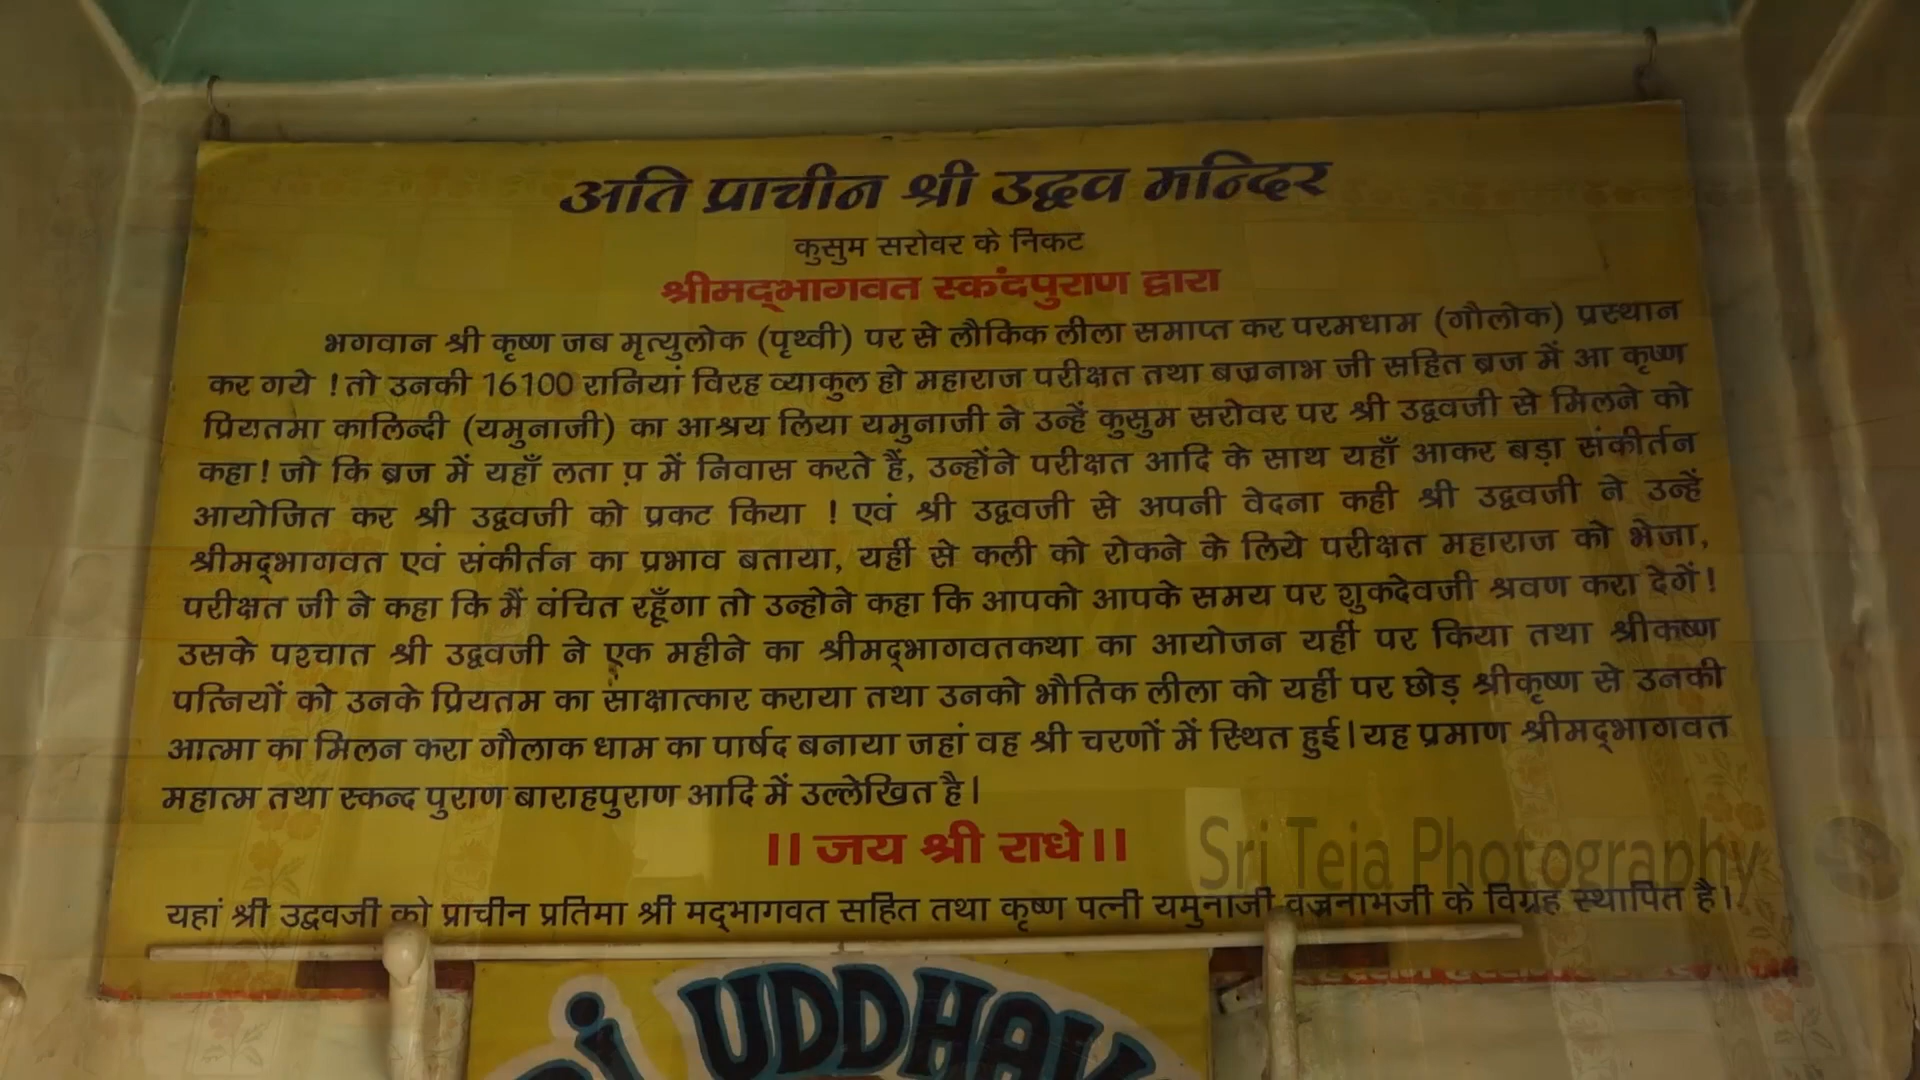 अति प्राचीन श्री उद्धव मन्दिर
कुसुम सरोवर के निकट
श्रीमद्भागवत स्कंदपुराण द्वारा
भगवान श्री कृष्ण जब मृत्युलोक (पृथ्वी) पर से लौकिक लीला समाप्त कर परमधाम (गौलोक) प्रस्थान
कर गये ! तो उनकी 16100 रानियां विरह व्याकुल हो महाराज परीक्षत तथा बज्रनाभ जी सहित ब्रज में आ कृष्ण
प्रियतमा कालिन्दी (यमुनाजी) का आश्रय लिया यमुनाजी ने उन्हें कुसुम सरोवर पर श्री उद्धवजी से मिलने को
कहा! जो कि ब्रज में यहाँ लता प़ में निवास करते हैं, उन्होंने परीक्षत आदि के साथ यहाँ आकर बड़ा संकीर्तन
आयोजित कर श्री उद्धवजी को प्रकट किया ! एवं श्री उद्धवजी से अपनी वेदना कही श्री उद्धवजी ने उन्हें
श्रीमद्भागवत एवं संकीर्तन का प्रभाव बताया, यहीं से कली को रोकने के लिये परीक्षत महाराज को भेजा,
परीक्षत जी ने कहा कि मैं वंचित रहूँगा तो उन्होने कहा कि आपको आपके समय पर शुकदेवजी श्रवण करा देगें!
उसके पश्चात श्री उद्धवजी ने एक महीने का श्रीमद्भागवतकथा का आयोजन यहीं पर किया तथा श्रीकष्ण
पत्नियों को उनके प्रियतम का साक्षात्कार कराया तथा उनको भौतिक लीला को यहीं पर छोड़ श्रीकृष्ण से उनकी
आत्मा का मिलन करा गौलाक धाम का पार्षद बनाया जहां वह श्री चरणों में स्थित हुई। यह प्रमाण श्रीमद्भागवत
महात्म तथा स्कन्द पुराण बाराहपुराण आदि में उल्लेखित है।
।। जय श्री राधे।।
Sri Teja Photography
यहां श्री उद्धवजी को प्राचीन प्रतिमा श्री मद्भागवत सहित तथा कृष्ण पत्नी यमुनाजी वज्रनाभजी के विग्रह स्थापित है।
UDDHAV